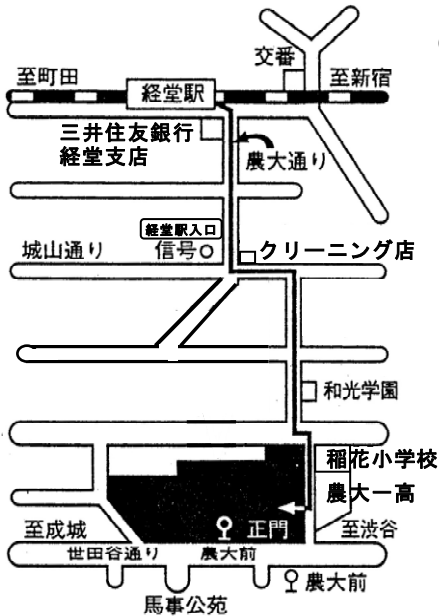 交番
至町田
経堂駅
至新宿
三井住友銀行
経堂支店
農大通り
経堂駅入口
城山通り
信号
クリーニング店
和光学園
稲花小学校
農大一高
至成城
正門
至渋谷
世田谷通り
農大前
農大前
馬事公苑